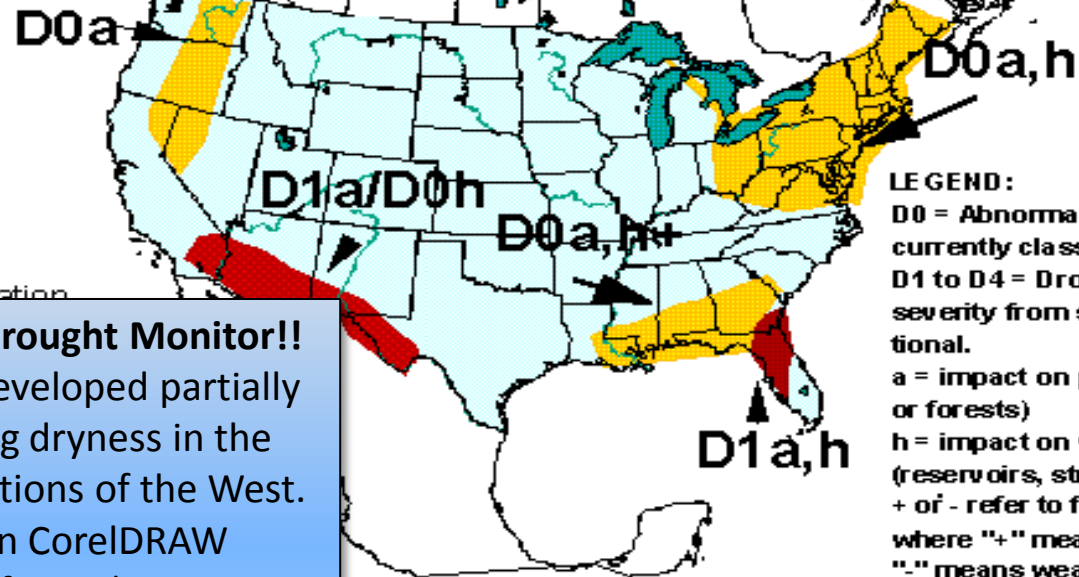 D0a
D0a,h
D1a/D0h
D0a,h+
D1a,h
LEGEND:
D0 = Abnorma
currently clas
D1 to D4 = Dro
severity from
tional.
a = impact on
or forests)
h = impact on
(reservoirs, st
+ or - refer to f
where "+" mea
"-" means wea
ation
rought Monitor!!
eveloped partially
g dryness in the
tions of the West.
n CorelDRAW